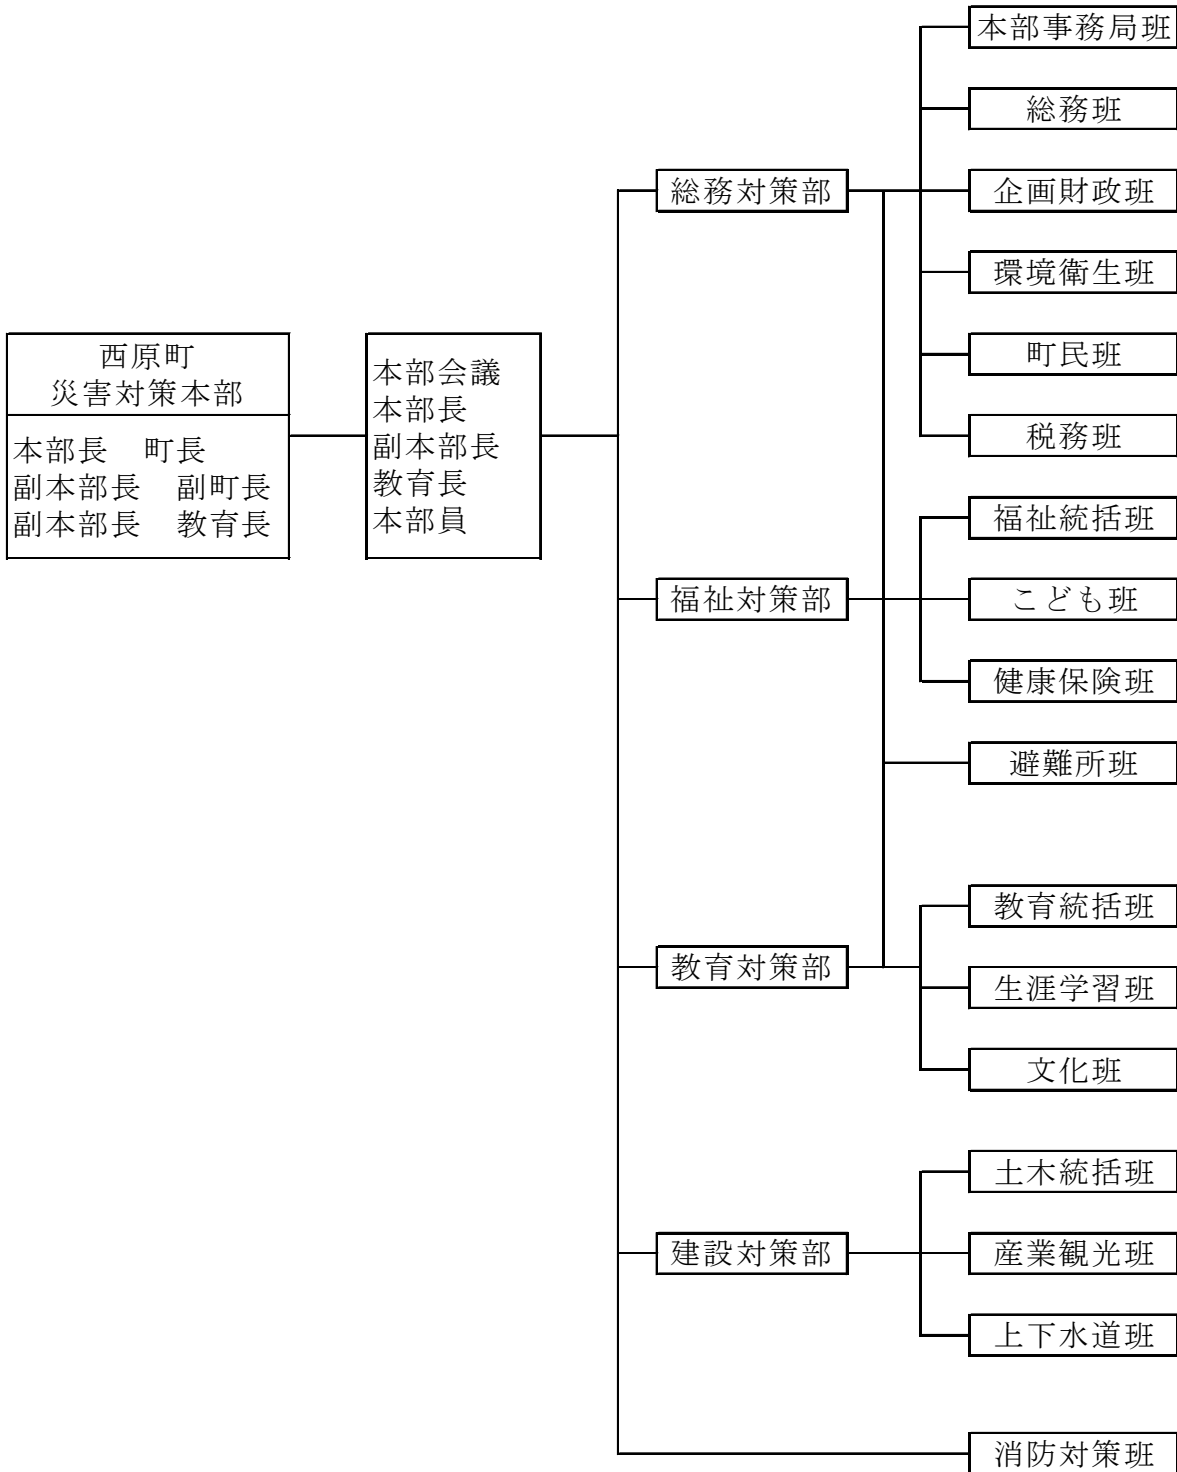 西原町
災害対策本部
本部長　町長
副本部長　副町長
副本部長　教育長
本部会議
本部長
副本部長
教育長
本部員
総務対策部
本部事務局班
総務班
企画財政班
環境衛生班
町民班
税務班
福祉対策部
福祉統括班
こども班
健康保険班
避難所班
教育対策部
教育統括班
生涯学習班
文化班
建設対策部
土木統括班
産業観光班
上下水道班
消防対策班